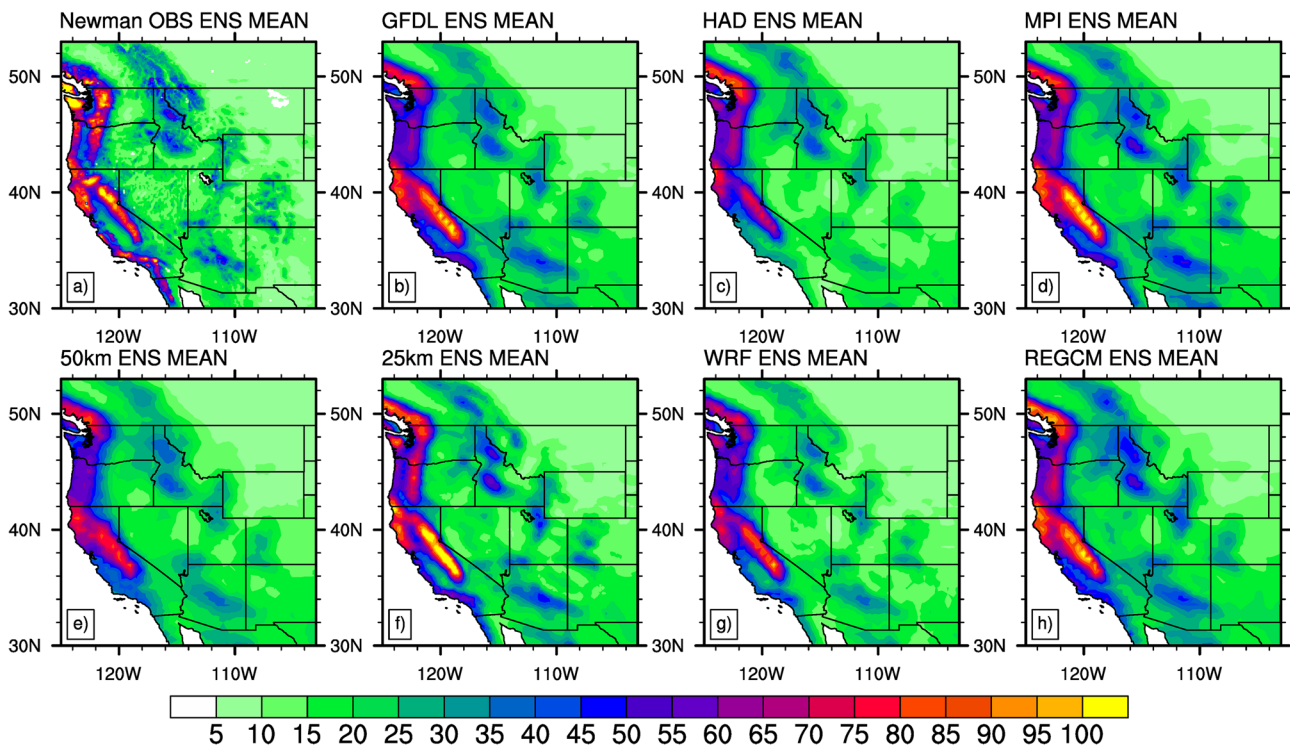 Newman OBS ENS MEAN GFDL ENS MEAN HAD ENS MEAN MPI ENS MEAN
50N 50N 50N 50N
40N 40N 40N 40N
a) b) c) d)
30N 30N 30N 30N
120W 110W 120W 110W 120W 110W 120W 110W
50km ENS MEAN 25km ENS MEAN WRF ENS MEAN REGCM ENS MEAN
50N 50N 50N 50N
40N 40N 40N 40N
e) f) g) h)
30N 30N 30N 30N
120W 110W 120W 110W 120W 110W 120W 110W
5 10 15 20 25 30 35 40 45 50 55 60 65 70 75 80 85 90 95 100